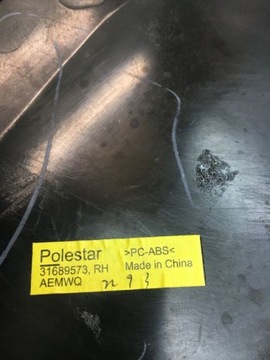 Polestar >PC-ABS<
31689573, RH Made in China
AEMWQ